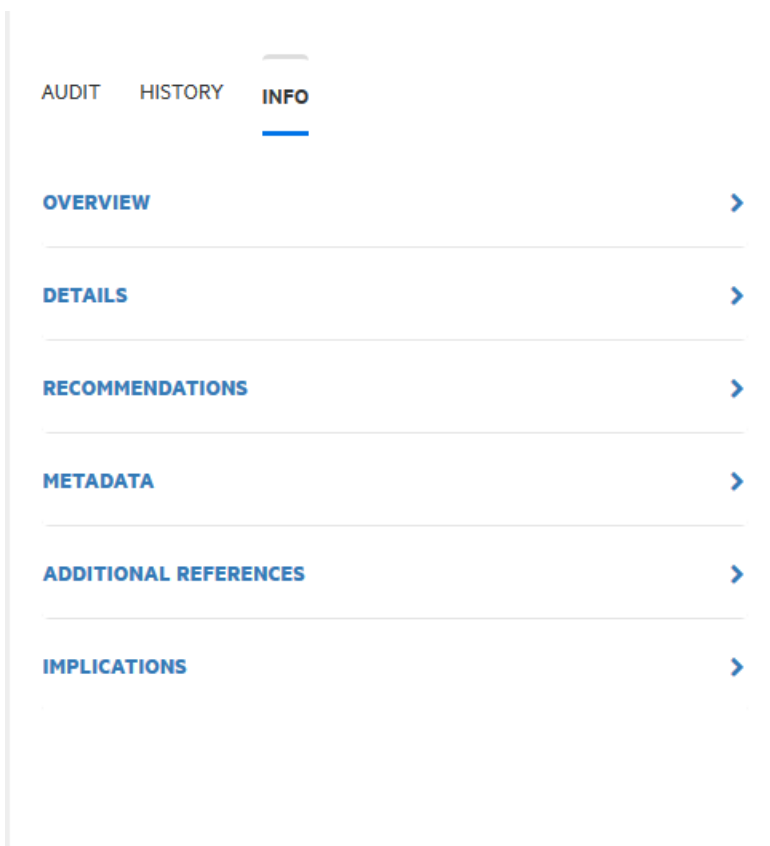 AUDIT HISTORY INFO
OVERVIEW
DETAILS
RECOMMENDATIONS
METADATA
ADDITIONAL REFERENCES
IMPLICATIONS